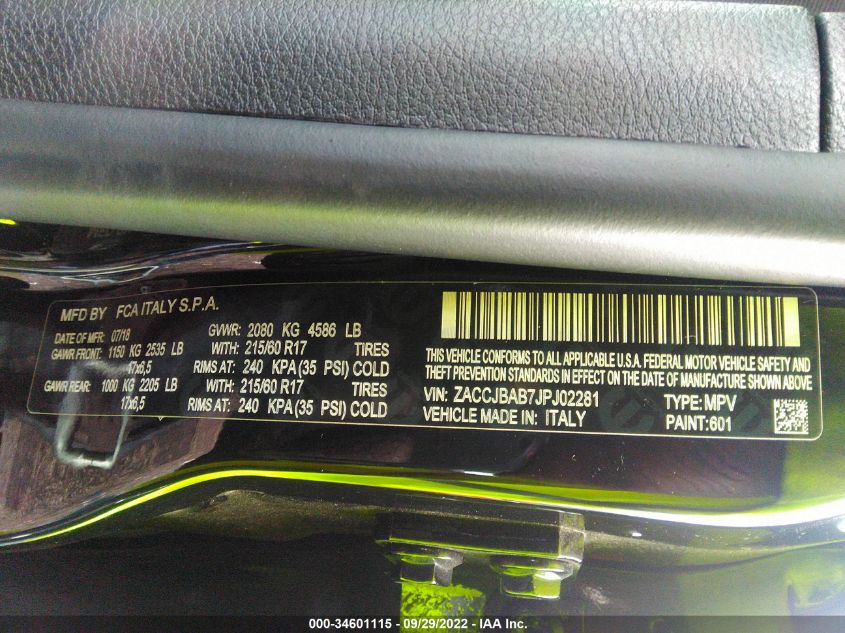 MFD BY FCA ITALY S.P.A.
DATE OF MFR 07/18 GVWR: 2080 KG 4586 LB
GAWR FRONT: 1150 KG 2535 LB WITH: 215/60 R17 TIRES
17x6,5 RIMS AT: 240 KPA(35 PSI) COLD
GAWR REAR: 1000 KG 2205 LB WITH: 215/60 R17 TIRES
17x6,5 RIMS AT: 240 KPA(35 PSI) COLD
THIS VEHICLE CONFORMS TO ALL APPLICABLE U.S.A. FEDERAL MOTOR VEHICLE SAFETY AND
THEFT PREVENTION STANDARDS IN EFFECT ON THE DATE OF MANUFACTURE SHOWN ABOVE
VIN: ZACCJBAB7JPJ02281 TYPE: MPV
VEHICLE MADE IN: ITALY PAINT:601
000-34601115 - 09/29/2022 - IAA Inc.